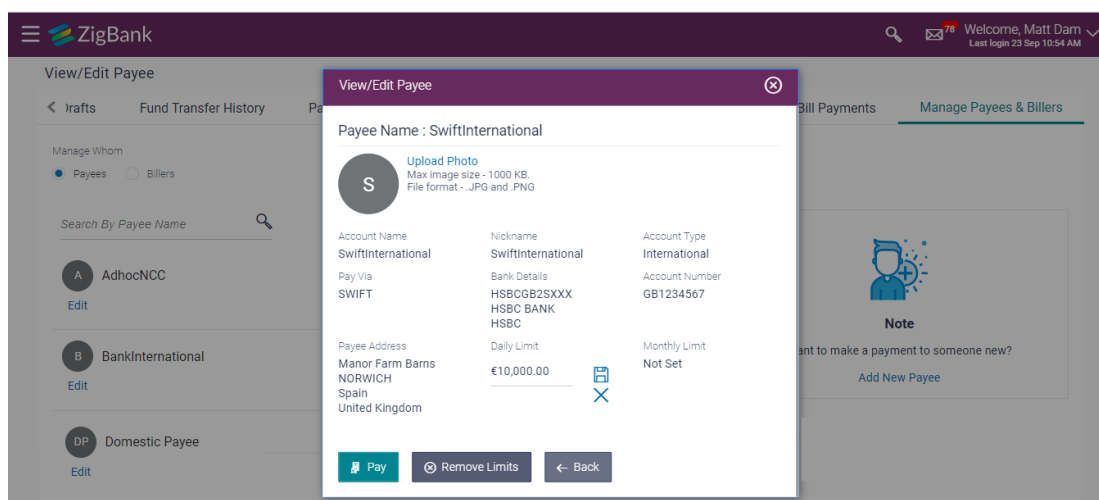 ZigBank
78
Welcome, Matt Dam
Last login 23 Sep 10:54 AM
View/Edit Payee
Fund Transfer History
Bill Payments
Manage Payees & Billers
Manage Whom
Payees
Billers
Search By Payee Name
A
AdhocNCC
Edit
B
BankInternational
Edit
DP
Domestic Payee
Edit
View/Edit Payee
Payee Name : SwiftInternational
S
Upload Photo
Max image size - 1000 KB.
File format - .JPG and .PNG
Account Name Nickname Account Type
SwiftInternational SwiftInternational International
Pay Via Bank Details Account Number
SWIFT HSBCGB2SXXX GB1234567
HSBC BANK
HSBC
Payee Address Daily Limit Monthly Limit
Manor Farm Barns €10,000.00 Not Set
NORWICH
Spain
United Kingdom
Pay
Remove Limits
Back
Note
to make a payment to someone new?
Add New Payee